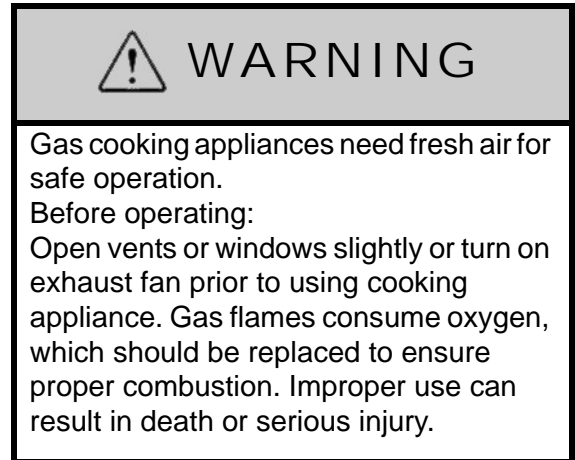 WARNING
Gas cooking appliances need fresh air for
safe operation.
Before operating:
Open vents or windows slightly or turn on
exhaust fan prior to using cooking
appliance. Gas flames consume oxygen,
which should be replaced to ensure
proper combustion. Improper use can
result in death or serious injury.